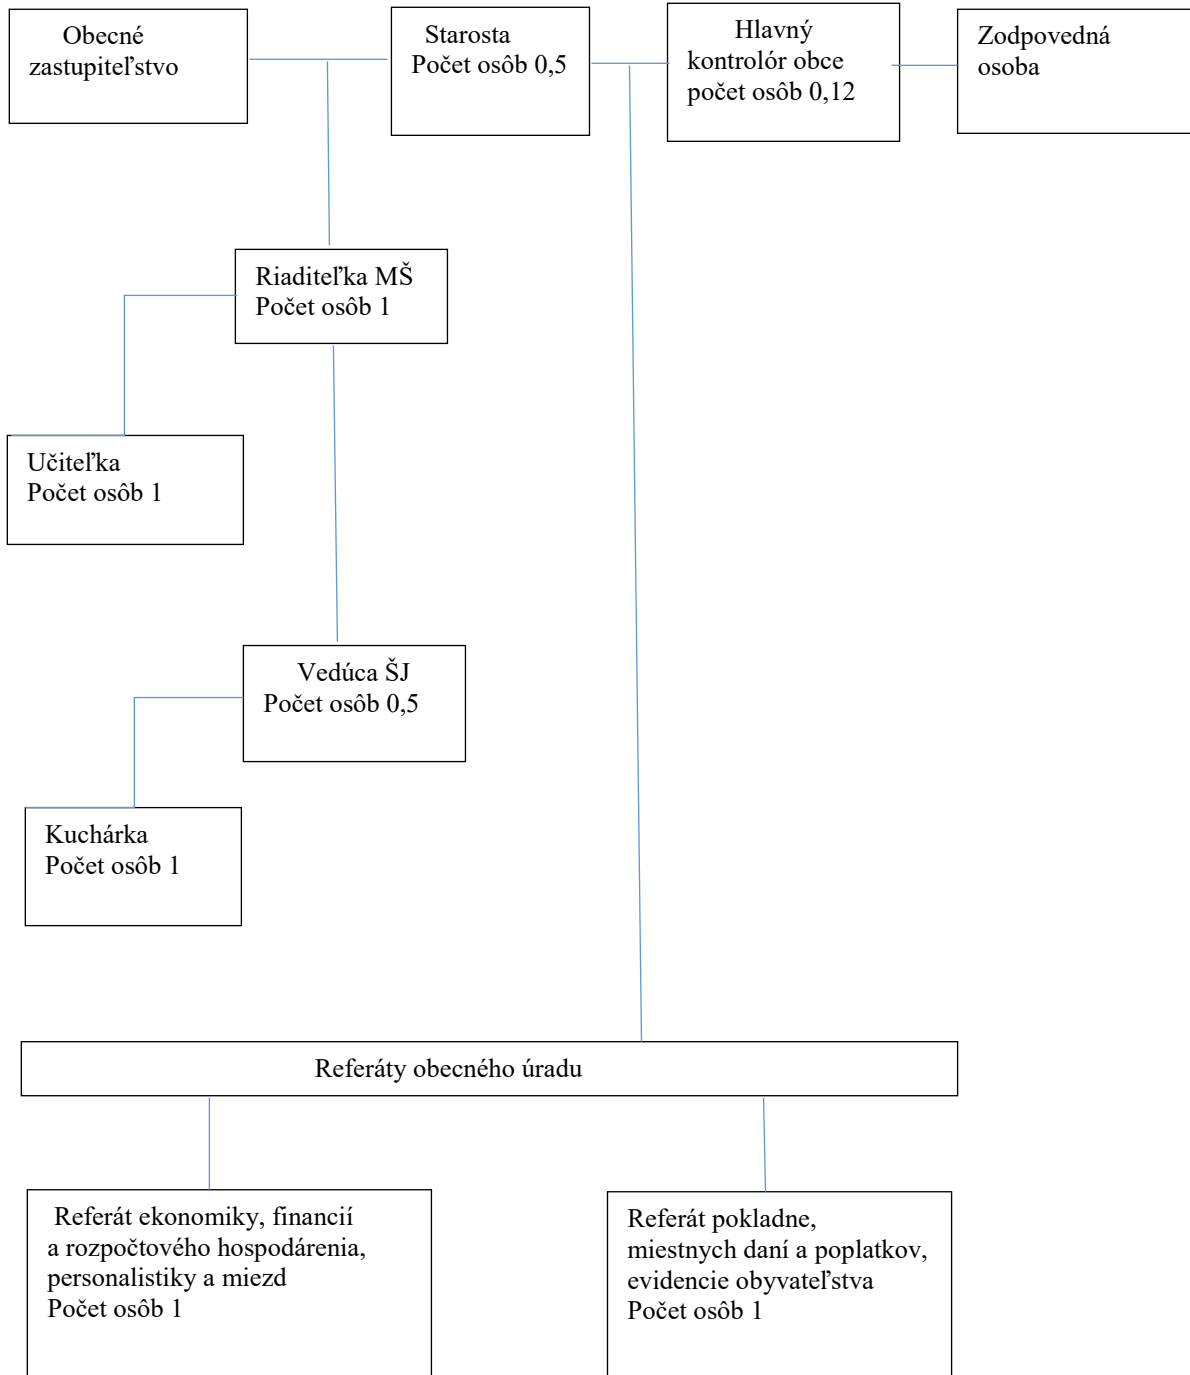 Obecné
zastupiteľstvo
Starosta
Počet osôb 0,5
Hlavný
kontrolór obce
počet osôb 0,12
Zodpovedná
osoba
Riaditeľka MŠ
Počet osôb 1
Učiteľka
Počet osôb 1
Vedúca ŠJ
Počet osôb 0,5
Kuchárka
Počet osôb 1
Referáty obecného úradu
Referát ekonomiky, financií
a rozpočtového hospodárenia,
personalistiky a miezd
Počet osôb 1
Referát pokladne,
miestnych daní a poplatkov,
evidencie obyvateľstva
Počet osôb 1